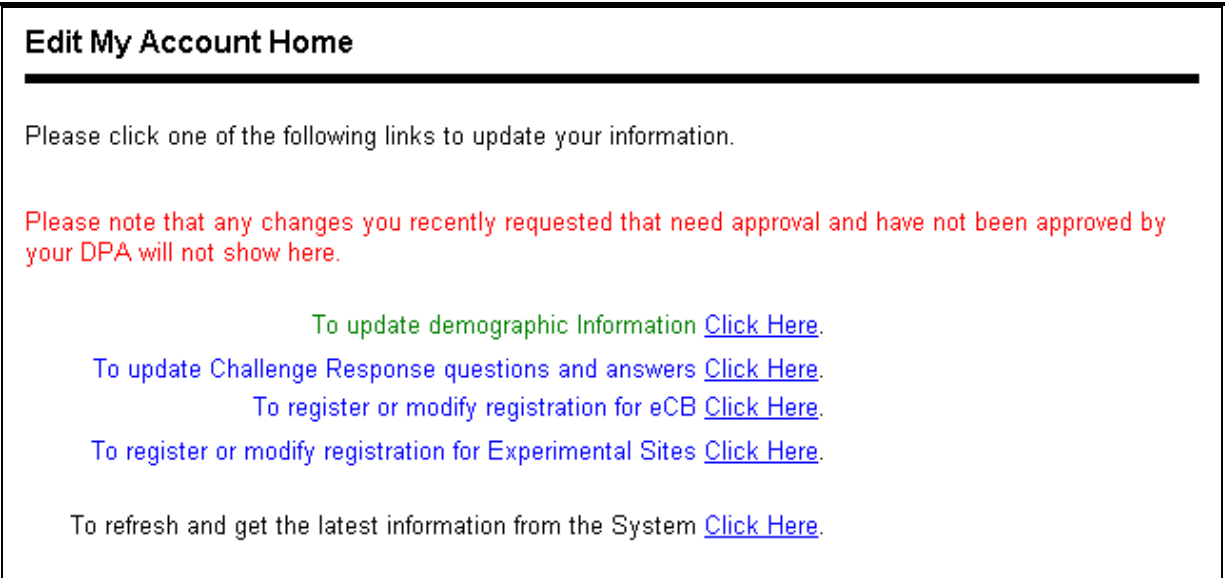 Edit My Account Home
Please click one of the following links to update your information.
Please note that any changes you recently requested that need approval and have not been approved by
your DPA will not show here.
To update demographic Information Click Here.
To update Challenge Response questions and answers Click Here.
To register or modify registration for eCB Click Here.
To register or modify registration for Experimental Sites Click Here.
To refresh and get the latest information from the System Click Here.